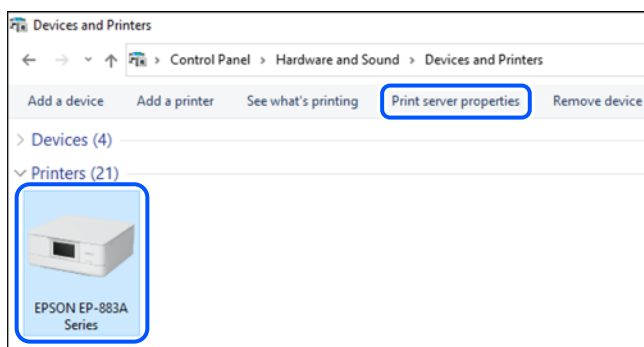 Devices and Printers
Control Panel > Hardware and Sound > Devices and Printers
Add a device Add a printer See what's printing Print server properties Remove device
Devices (4)
Printers (21)
EPSON EP-883A
Series